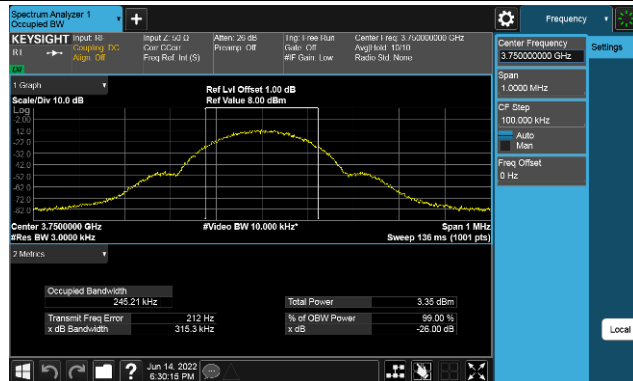 Spectrum Analyzer 1
Occupied BW
+
Frequency
KEYSIGHT
Input: RF
Coupling: DC
Align: Off
Input Z: 50 Ω
Corr CCorr
Freq Ref: Int (S)
Atten: 26 dB
Preamp: Off
Trig: Free Run
Gate: Off
#IF Gain: Low
Center Freq: 3.750000000 GHz
Avg|Hold: 10/10
Radio Std: None
1 Graph
Scale/Div 10.0 dB
Ref Lvl Offset 1.00 dB
Ref Value 8.00 dBm
Log
-2.00
-12.0
-22.0
-32.0
-42.0
-52.0
-62.0
-72.0
-82.0
Center 3.7500 GHz
#Res BW 3.0000 kHz
#Video BW 10.000 kHz*
Span 1 MHz
Sweep 136 ms (1001 pts)
2 Metrics
Occupied Bandwidth
245.21 kHz
Total Power 3.35 dBm
Transmit Freq Error 212 Hz
% of OBW Power 99.00 %
x dB Bandwidth 315.3 kHz
x dB -26.00 dB
Center Frequency
3.750000000 GHz
Settings
Span
1.0000 MHz
CF Step
100.000 kHz
Auto
Man
Freq Offset
0 Hz
Local
?
Jun 14, 2022
6:30:15 PM